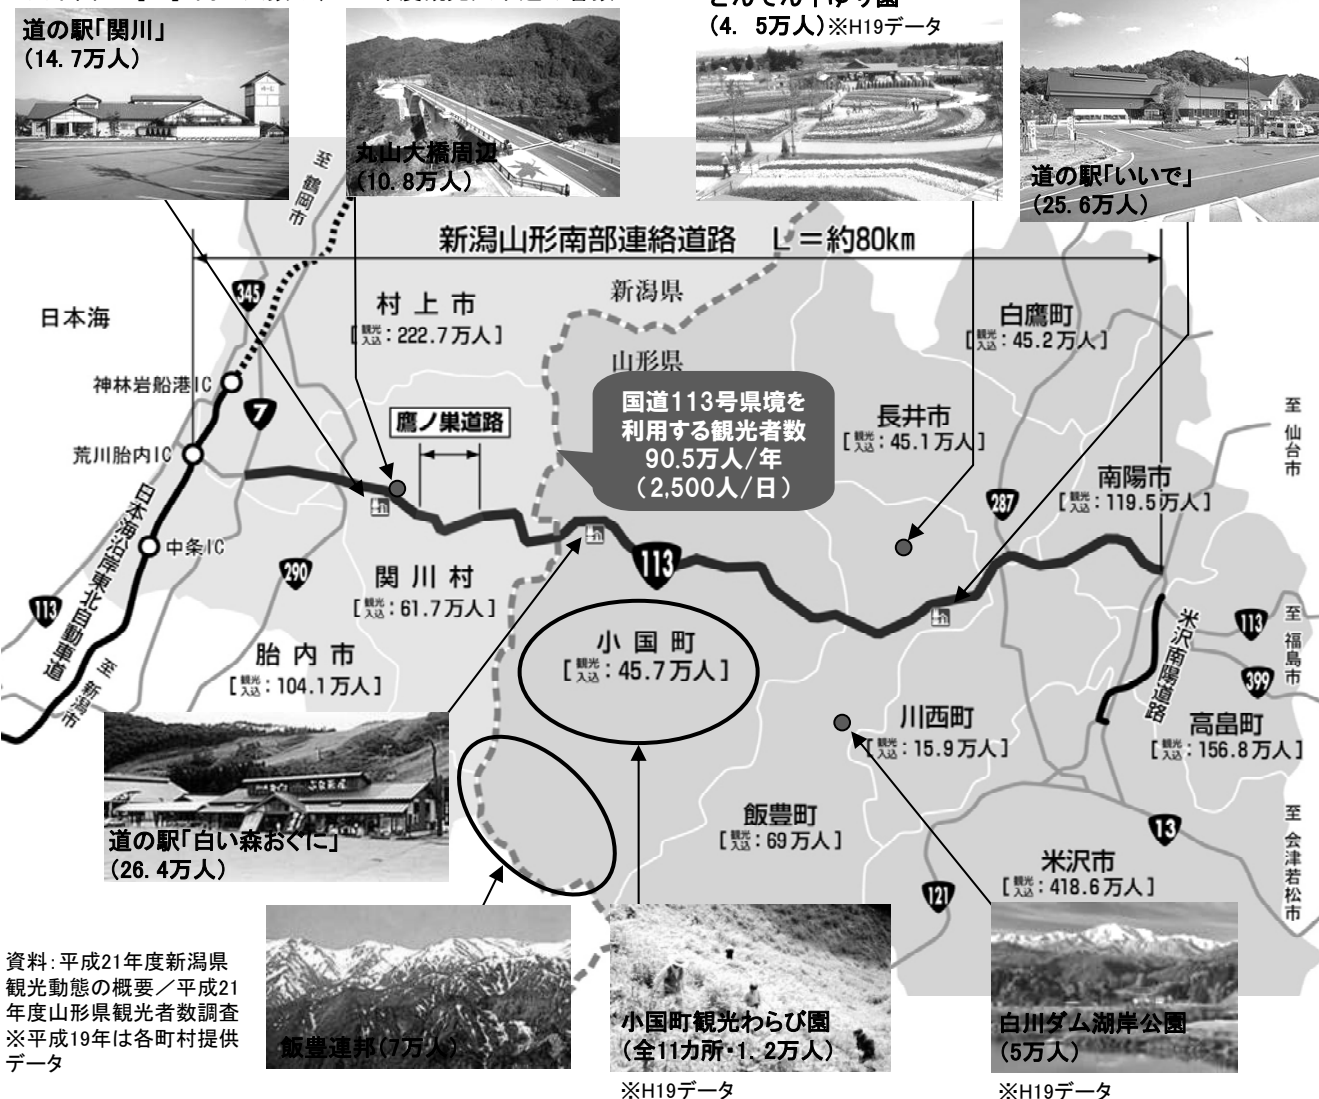 道の駅「関川」
(14.7万人)
丸山大橋周辺
(10.8万人)
(4.5万人)※H19データ
道の駅「いいで」
(25.6万人)
至 鶴岡市
新潟山形南部連絡道路 L=約80km
日本海
345
村上市
[観光入込:222.7万人]
新潟県
山形県
白鷹町
[観光入込:45.2万人]
神林岩船港IC
7
鷹ノ巣道路
国道113号県境を
利用する観光者数
90.5万人/年
(2,500人/日)
長井市
[観光入込:45.1万人]
至 仙台市
荒川胎内IC
南陽市
[観光入込:119.5万人]
287
日本海沿岸東北自動車道
中条IC
290
113
関川村
[観光入込:61.7万人]
113
小国町
[観光入込:45.7万人]
113
至 福島市
米沢南陽道路
399
胎内市
[観光入込:104.1万人]
至 新潟市
川西町
[観光入込:15.9万人]
高畠町
[観光入込:156.8万人]
道の駅「白い森おぐに」
(26.4万人)
飯豊町
[観光入込:69万人]
13
至 会津若松市
米沢市
[観光入込:418.6万人]
121
資料:平成21年度新潟県
観光動態の概要/平成21
年度山形県観光者数調査
※平成19年は各町村提供
データ
飯豊連邦(7万人)
小国町観光わらび園
(全11カ所・1.2万人)
※H19データ
白川ダム湖岸公園
(5万人)
※H19データ